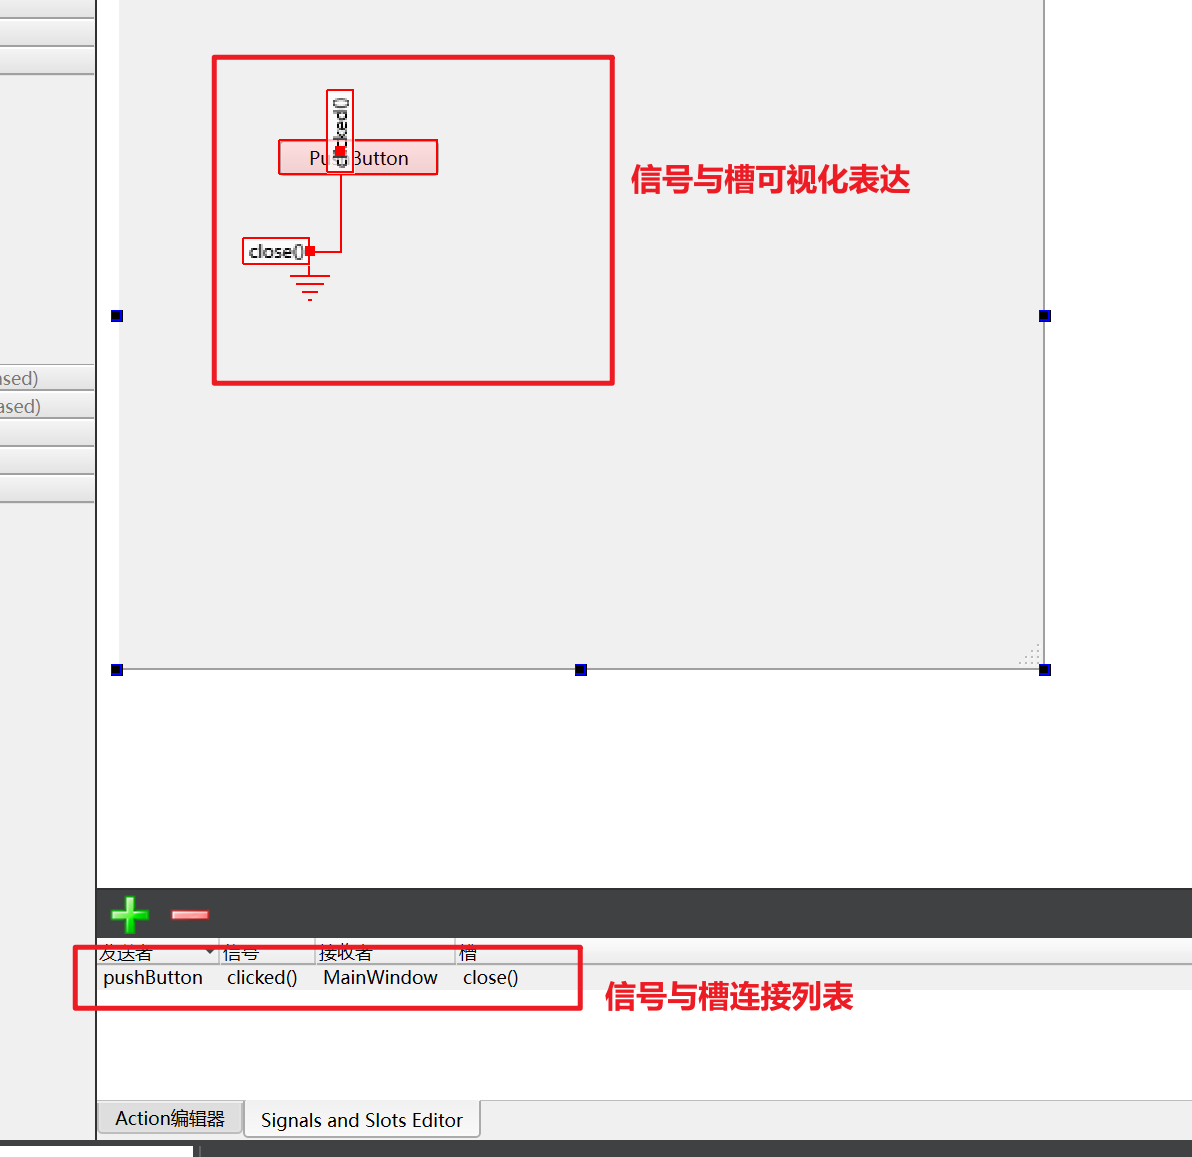 clicked()
PushButton
信号与槽可视化表达
close()
ased)
ased)
发送者 信号 接收者 槽
pushButton clicked() MainWindow close()
信号与槽连接列表
Action编辑器 Signals and Slots Editor